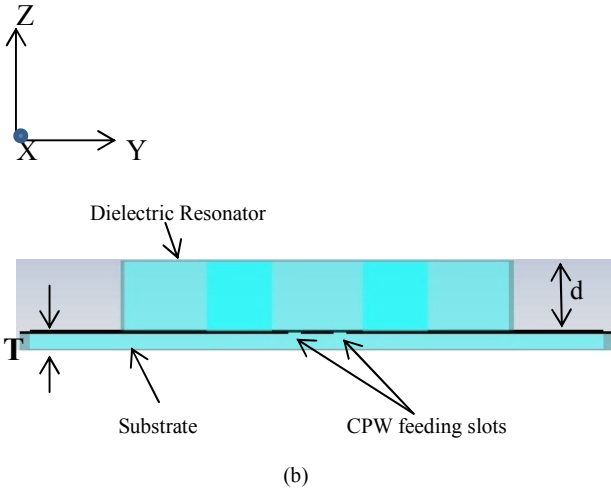 Z
X
Y
Dielectric Resonator
d
T
Substrate
CPW feeding slots
(b)